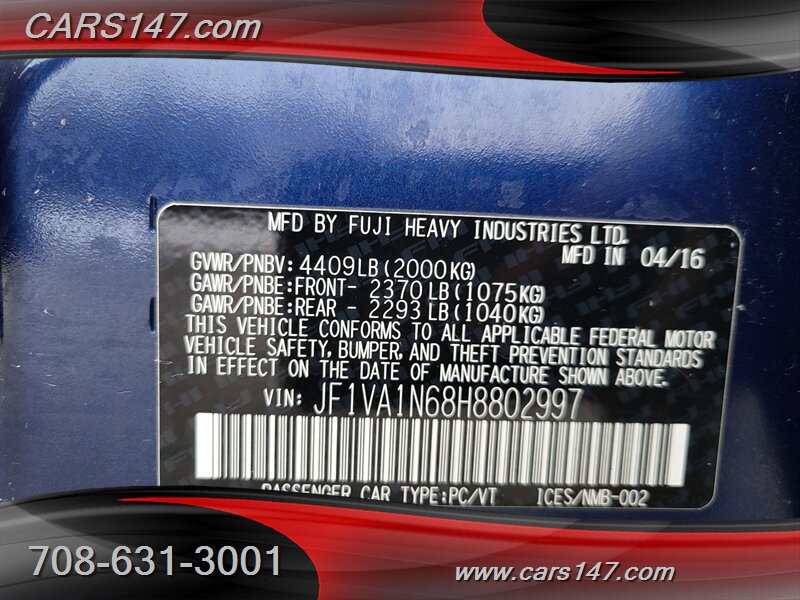 CARS147.com
MFD BY FUJI HEAVY INDUSTRIES LTD.
MFD IN 04/16
GVWR/PNBV: 4409LB(2000KG)
GAWR/PNBE:FRONT- 2370LB(1075KG)
GAWR/PNBE:REAR - 2293LB(1040KG)
THIS VEHICLE CONFORMS TO ALL APPLICABLE FEDERAL MOTOR
VEHICLE SAFETY, BUMPER, AND THEFT PREVENTION STANDARDS
IN EFFECT ON THE DATE OF MANUFACTURE SHOWN ABOVE.
VIN: JF1VA1N68H8802997
PASSENGER CAR TYPE:PC/VT ICES/NMB-002
708-631-3001
www.cars147.com